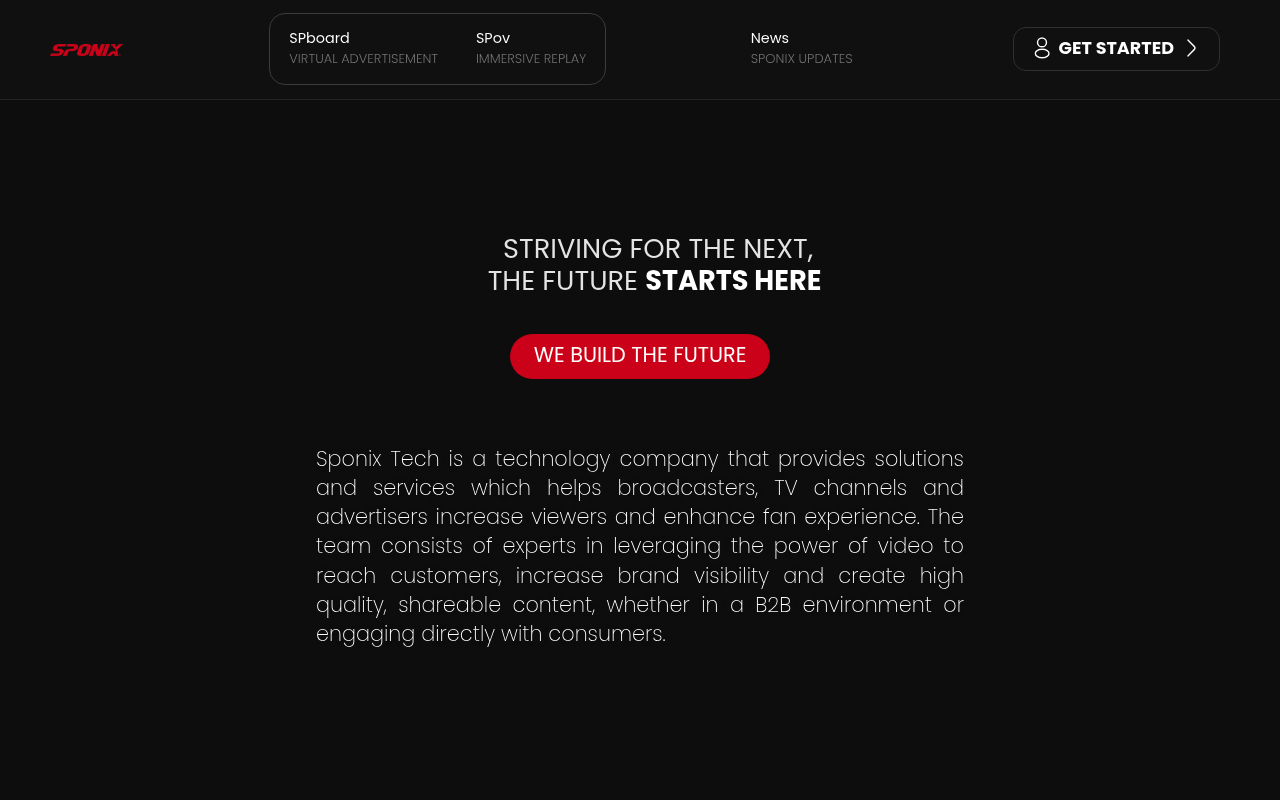 SPONIX
SPboard
VIRTUAL ADVERTISEMENT
SPov
IMMERSIVE REPLAY
News
SPONIX UPDATES
GET STARTED
STRIVING FOR THE NEXT,
THE FUTURE STARTS HERE
WE BUILD THE FUTURE
Sponix Tech is a technology company that provides solutions
and services which helps broadcasters, TV channels and
advertisers increase viewers and enhance fan experience. The
team consists of experts in leveraging the power of video to
reach customers, increase brand visibility and create high
quality, shareable content, whether in a B2B environment or
engaging directly with consumers.